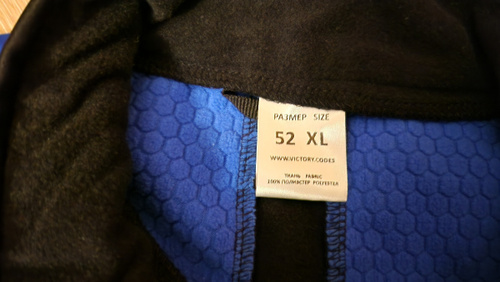 РАЗМЕР SIZE
52 XL
WWW.VICTORY.CODES
ТКАНЬ FABRIC
100% ПОЛИЭСТЕР POLYESTER